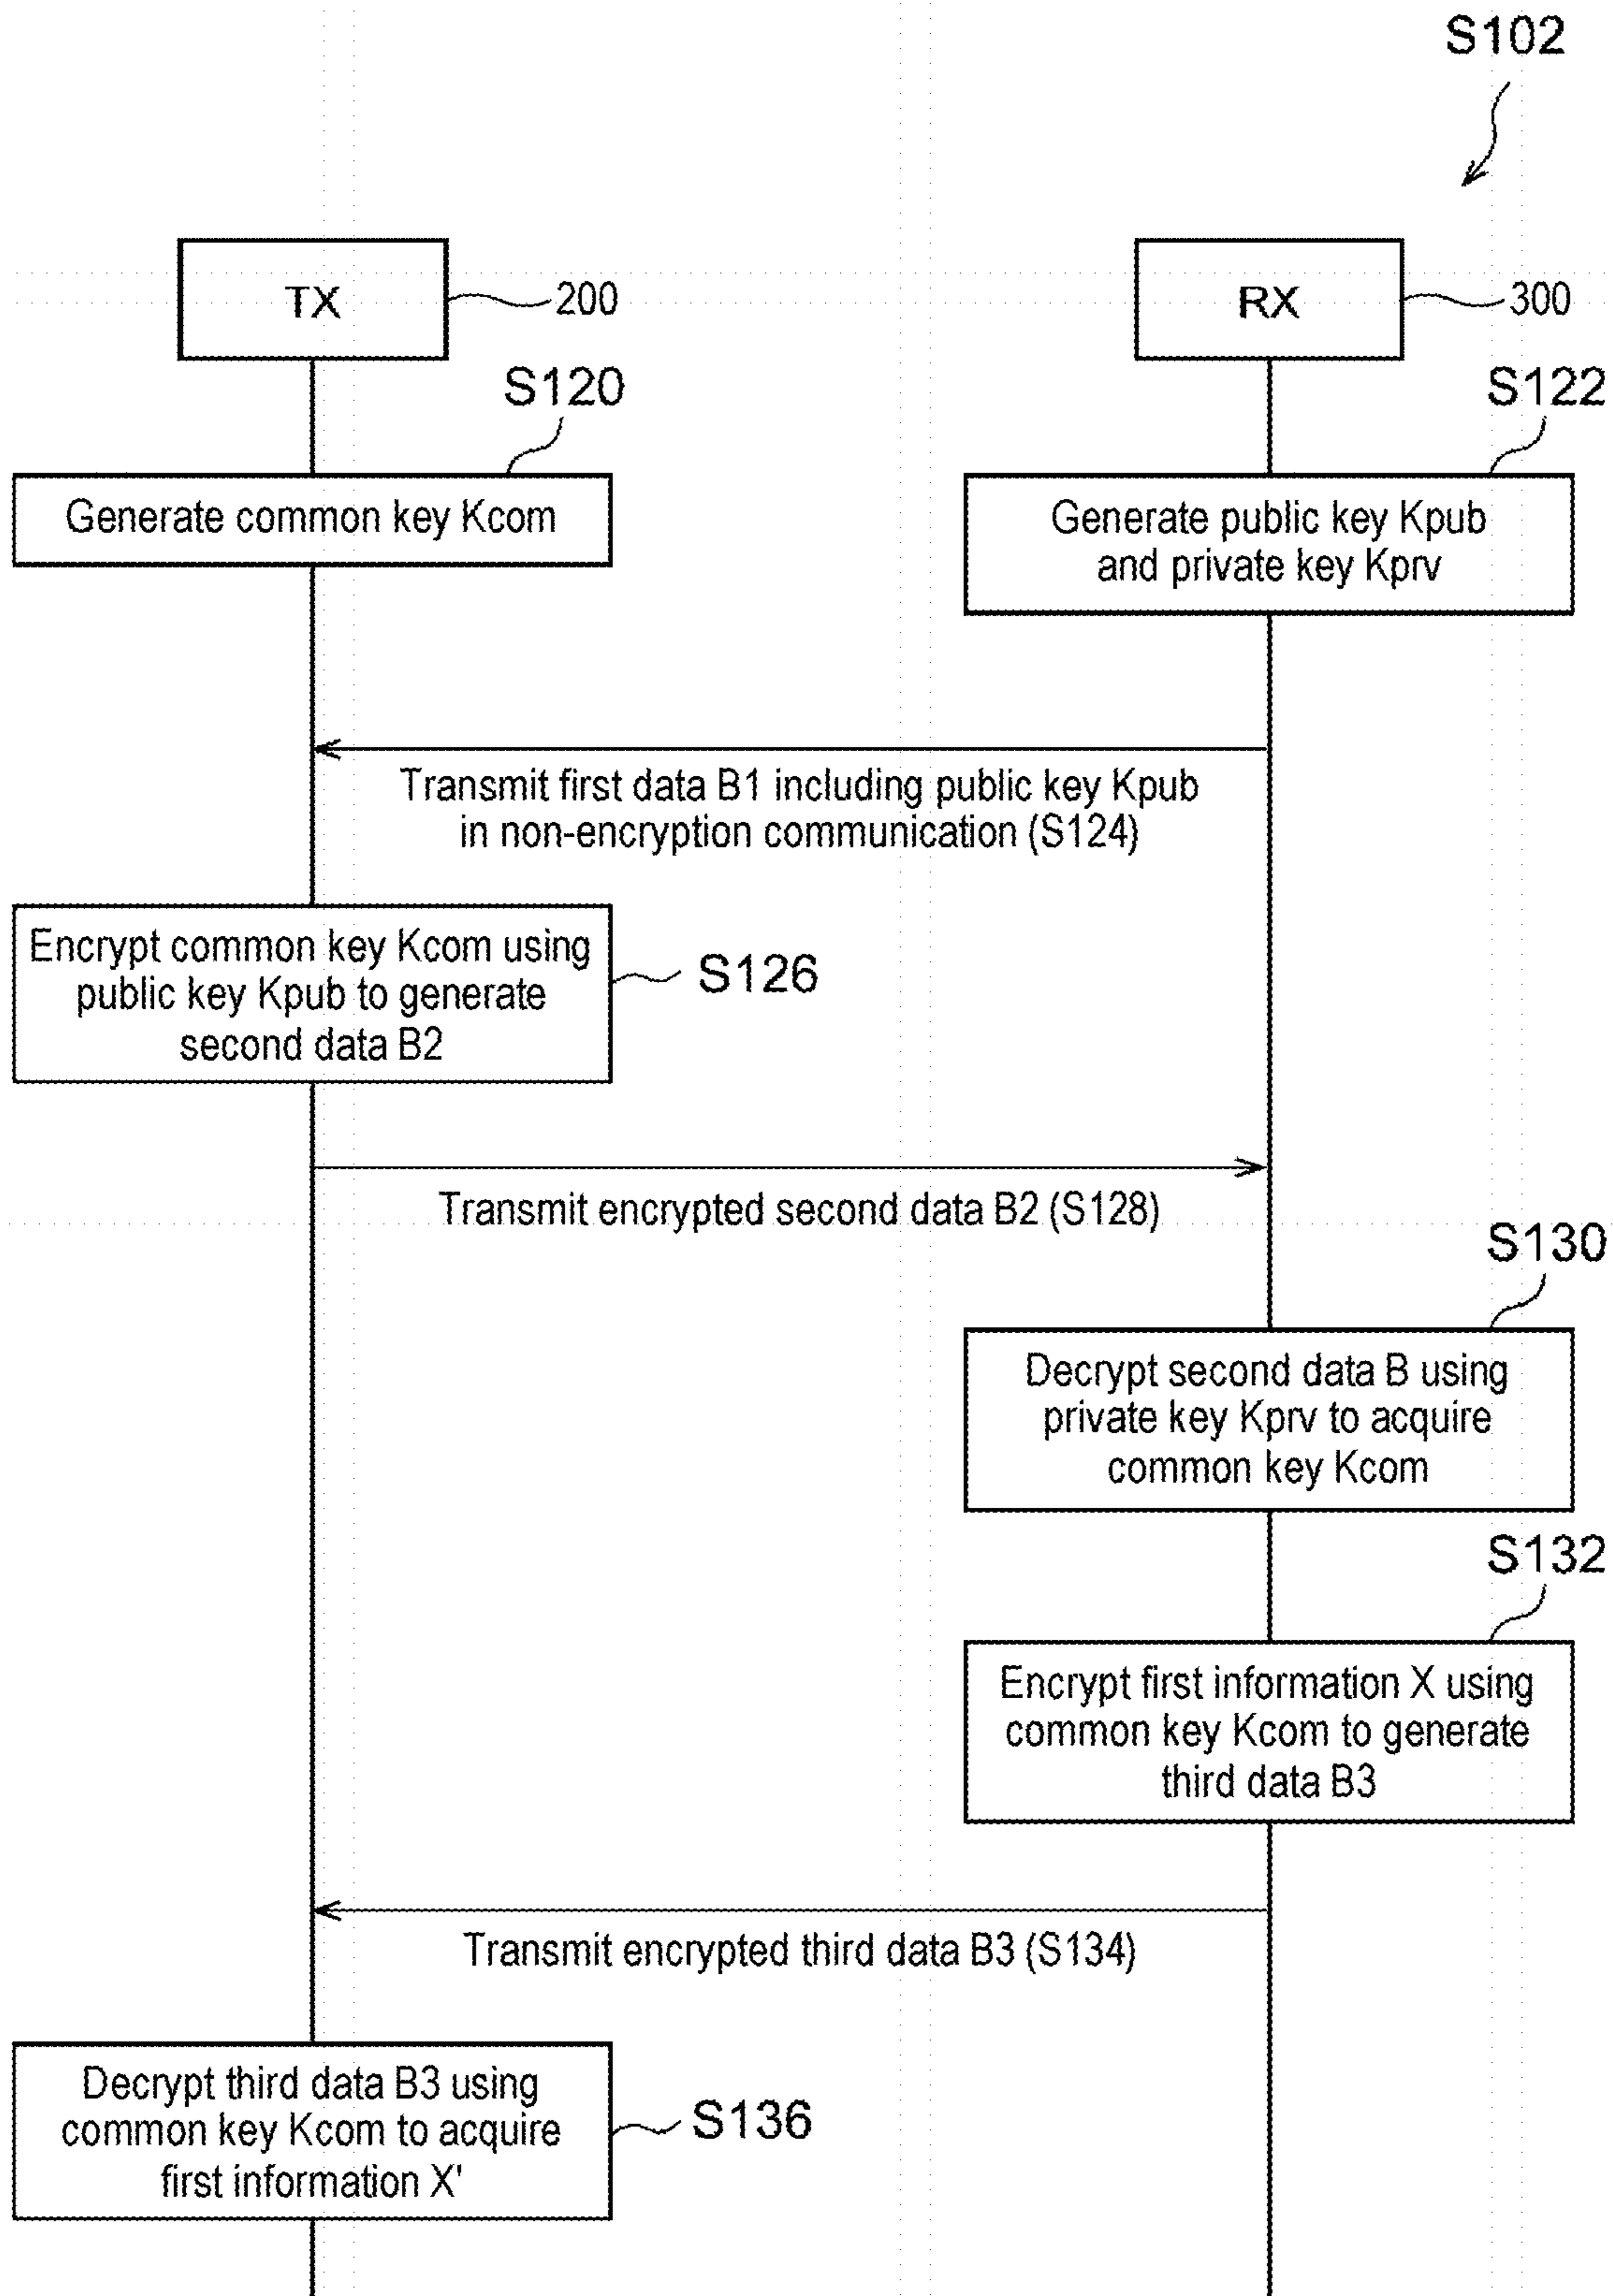 S102
TX
200
RX
300
S120
S122
Generate common key Kcom
Generate public key Kpub
and private key Kprv
Transmit first data B1 including public key Kpub
in non-encryption communication (S124)
Encrypt common key Kcom using
public key Kpub to generate
second data B2
S126
Transmit encrypted second data B2 (S128)
S130
Decrypt second data B using
private key Kprv to acquire
common key Kcom
S132
Encrypt first information X using
common key Kcom to generate
third data B3
Transmit encrypted third data B3 (S134)
Decrypt third data B3 using
common key Kcom to acquire
first information X'
S136